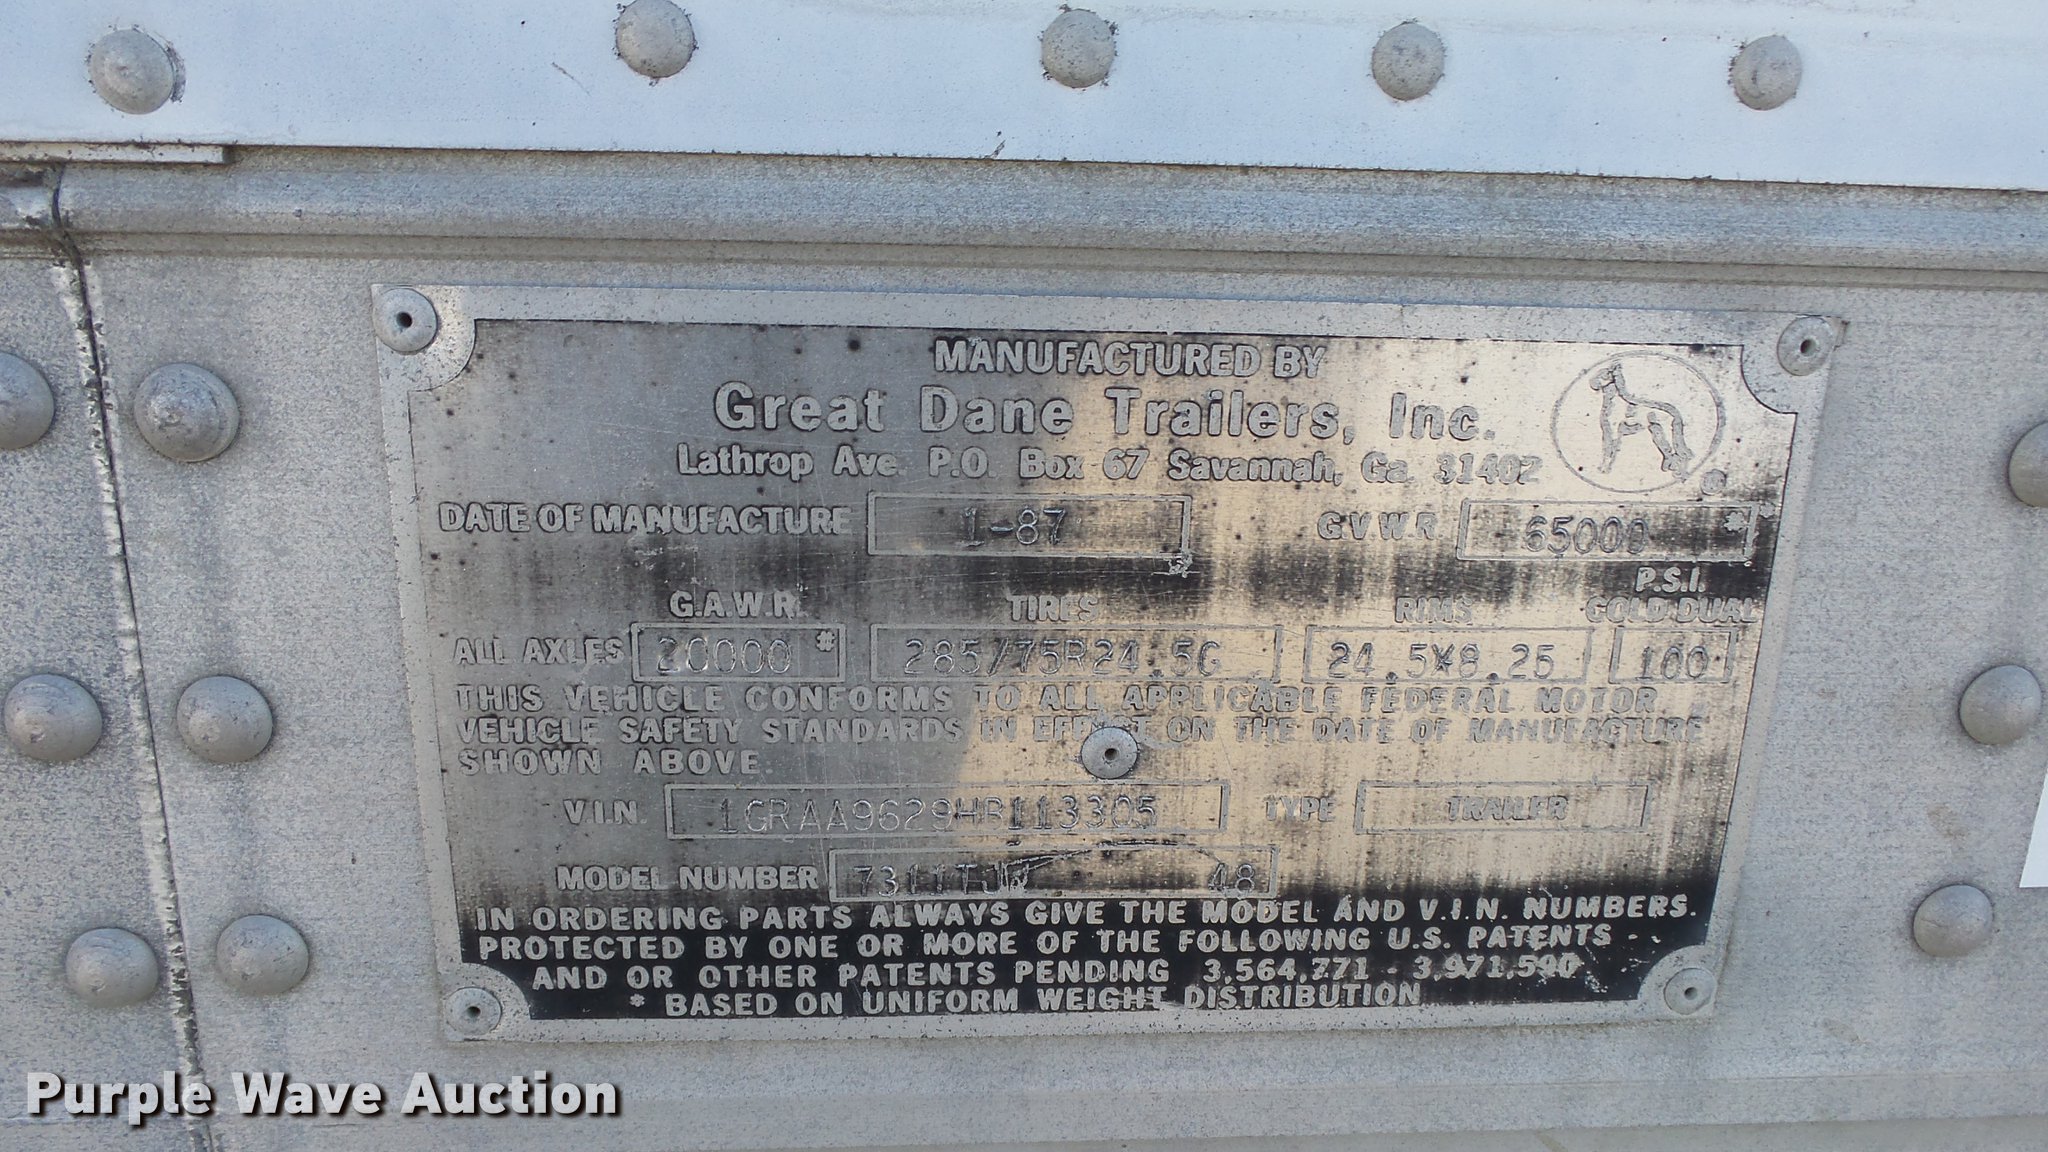 MANUFACTURED BY
Great Dane Trailers, Inc. ®
Lathrop Ave. P.O. Box 67 Savannah, Ga. 31402
DATE OF MANUFACTURE 1-87 G.V.W.R. 65000 **
P.S.I.
G.A.W.R. TIRES RIMS COLD DUAL
ALL AXLES 20000 * 285/75R24.5G 24.5X8.25 100
THIS VEHICLE CONFORMS TO ALL APPLICABLE FEDERAL MOTOR
VEHICLE SAFETY STANDARDS IN EFFECT ON THE DATE OF MANUFACTURE
SHOWN ABOVE.
V.I.N. 1GRAA9629HB113305 TYPE TRAILER
MODEL NUMBER 48
IN ORDERING PARTS ALWAYS GIVE THE MODEL AND V.I.N. NUMBERS.
PROTECTED BY ONE OR MORE OF THE FOLLOWING U.S. PATENTS
AND OR OTHER PATENTS PENDING 3,564,771 - 3,971,590
* BASED ON UNIFORM WEIGHT DISTRIBUTION
Purple Wave Auction